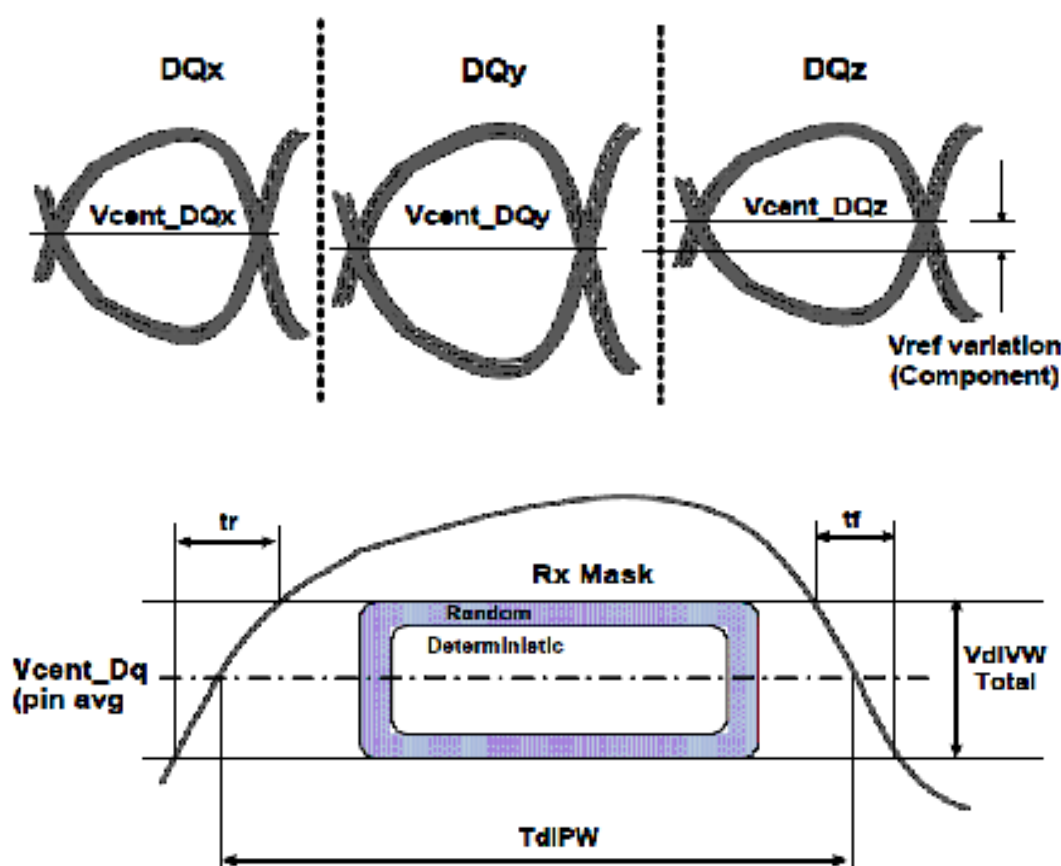 DQx
DQy
DQz
Vcent_DQx
Vcent_DQy
Vcent_DQz
Vref variation
(Component)
tr
tf
Rx Mask
Random
Deterministic
Vcent_Dq
(pin avg
VdIVW
Total
TdIPW